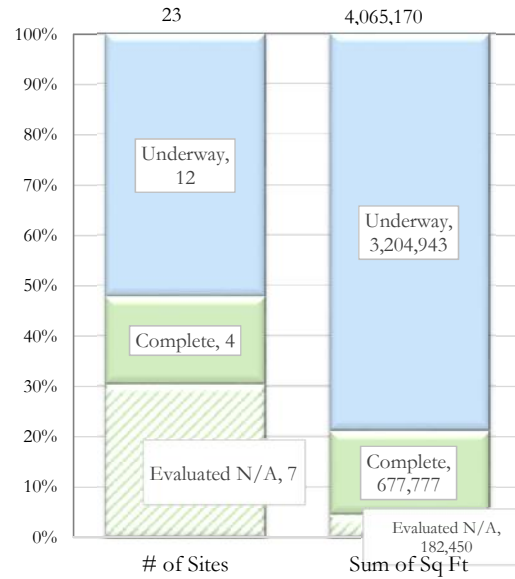 23
4,065,170
100%
90%
80%
70%
60%
50%
40%
30%
20%
10%
0%
Underway,
12
Complete, 4
Evaluated N/A, 7
Underway,
3,204,943
Complete,
677,777
Evaluated N/A,
182,450
# of Sites
Sum of Sq Ft